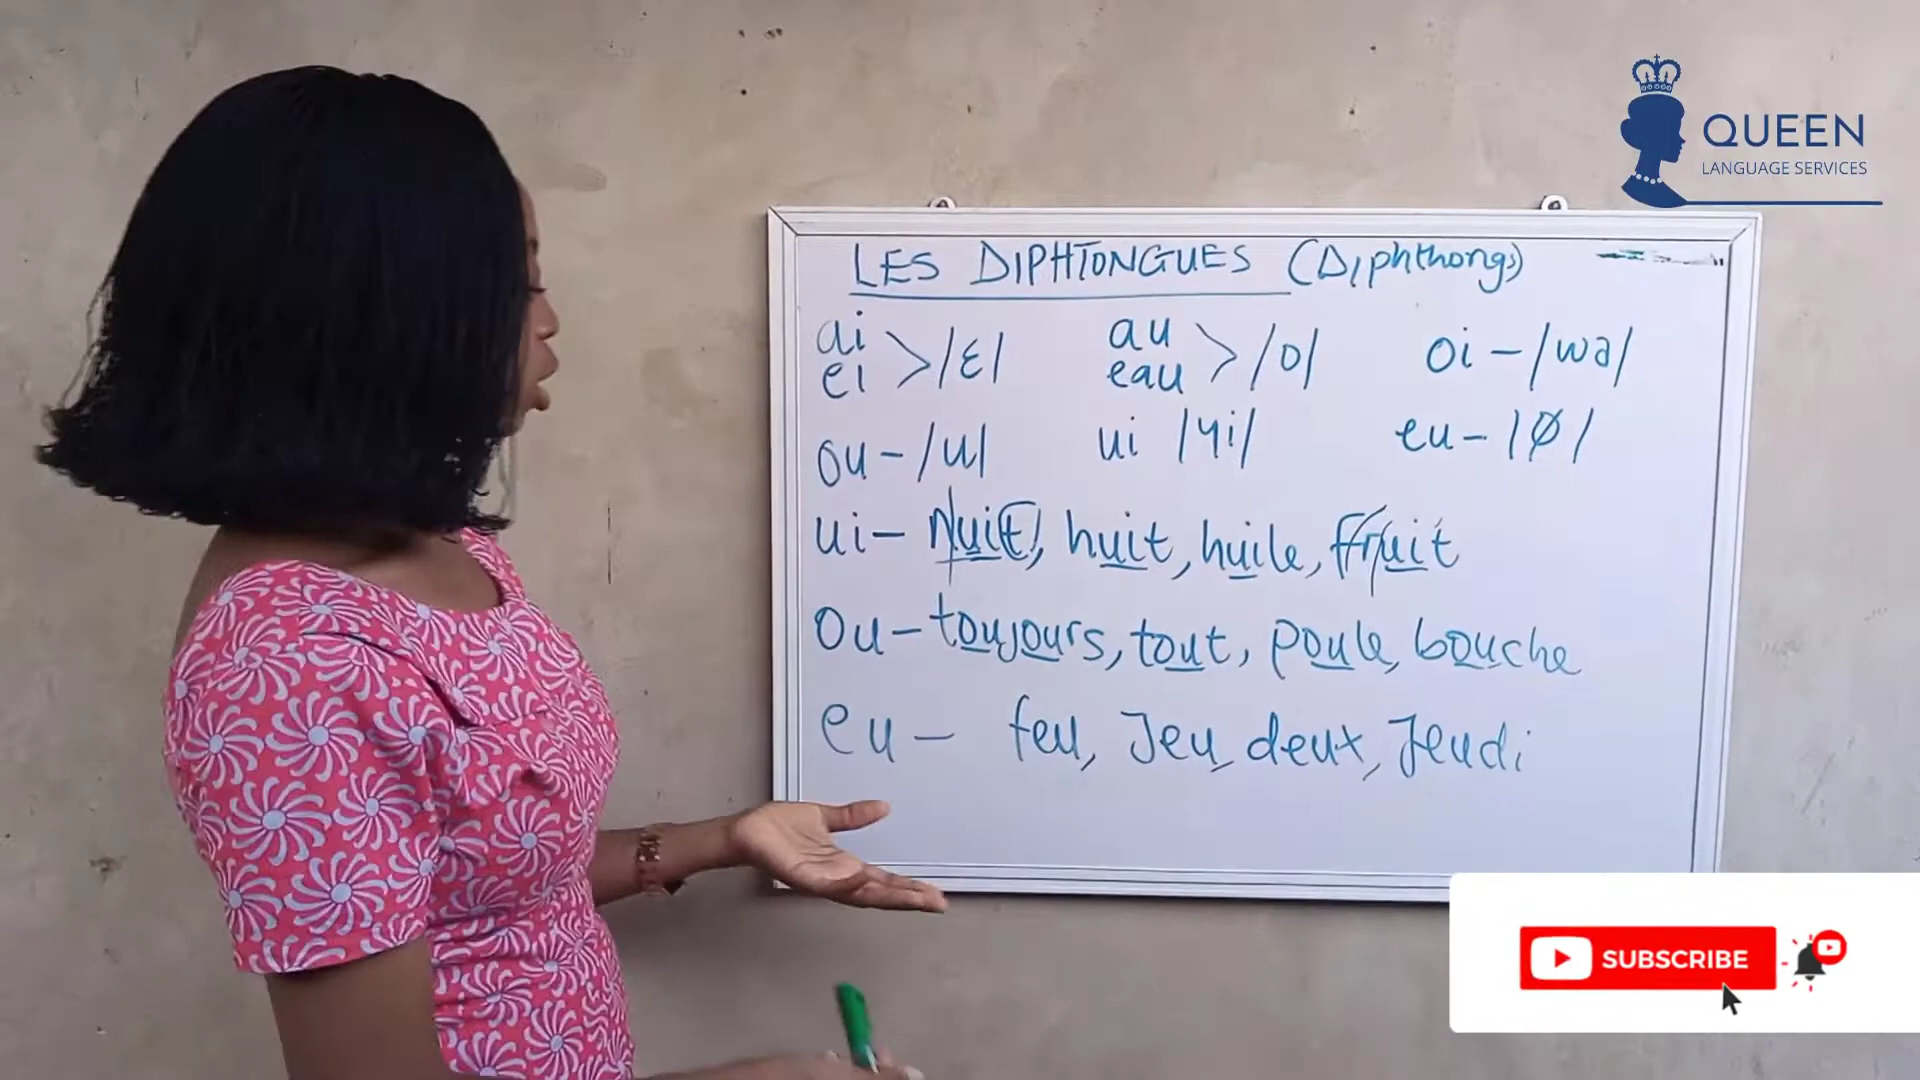 QUEEN
LANGUAGE SERVICES
LES DIPHTONGUES (Diphthongs)
ai
ei >/ɛ/
au
eau >/o/
oi - /wa/
ou - /u/
ui /ɥi/
eu - /ø/
ui - nuit, huit, huile, fruit
ou - toujours, tout, poule, bouche
eu - feu, Jeu, deux, Jeudi
SUBSCRIBE